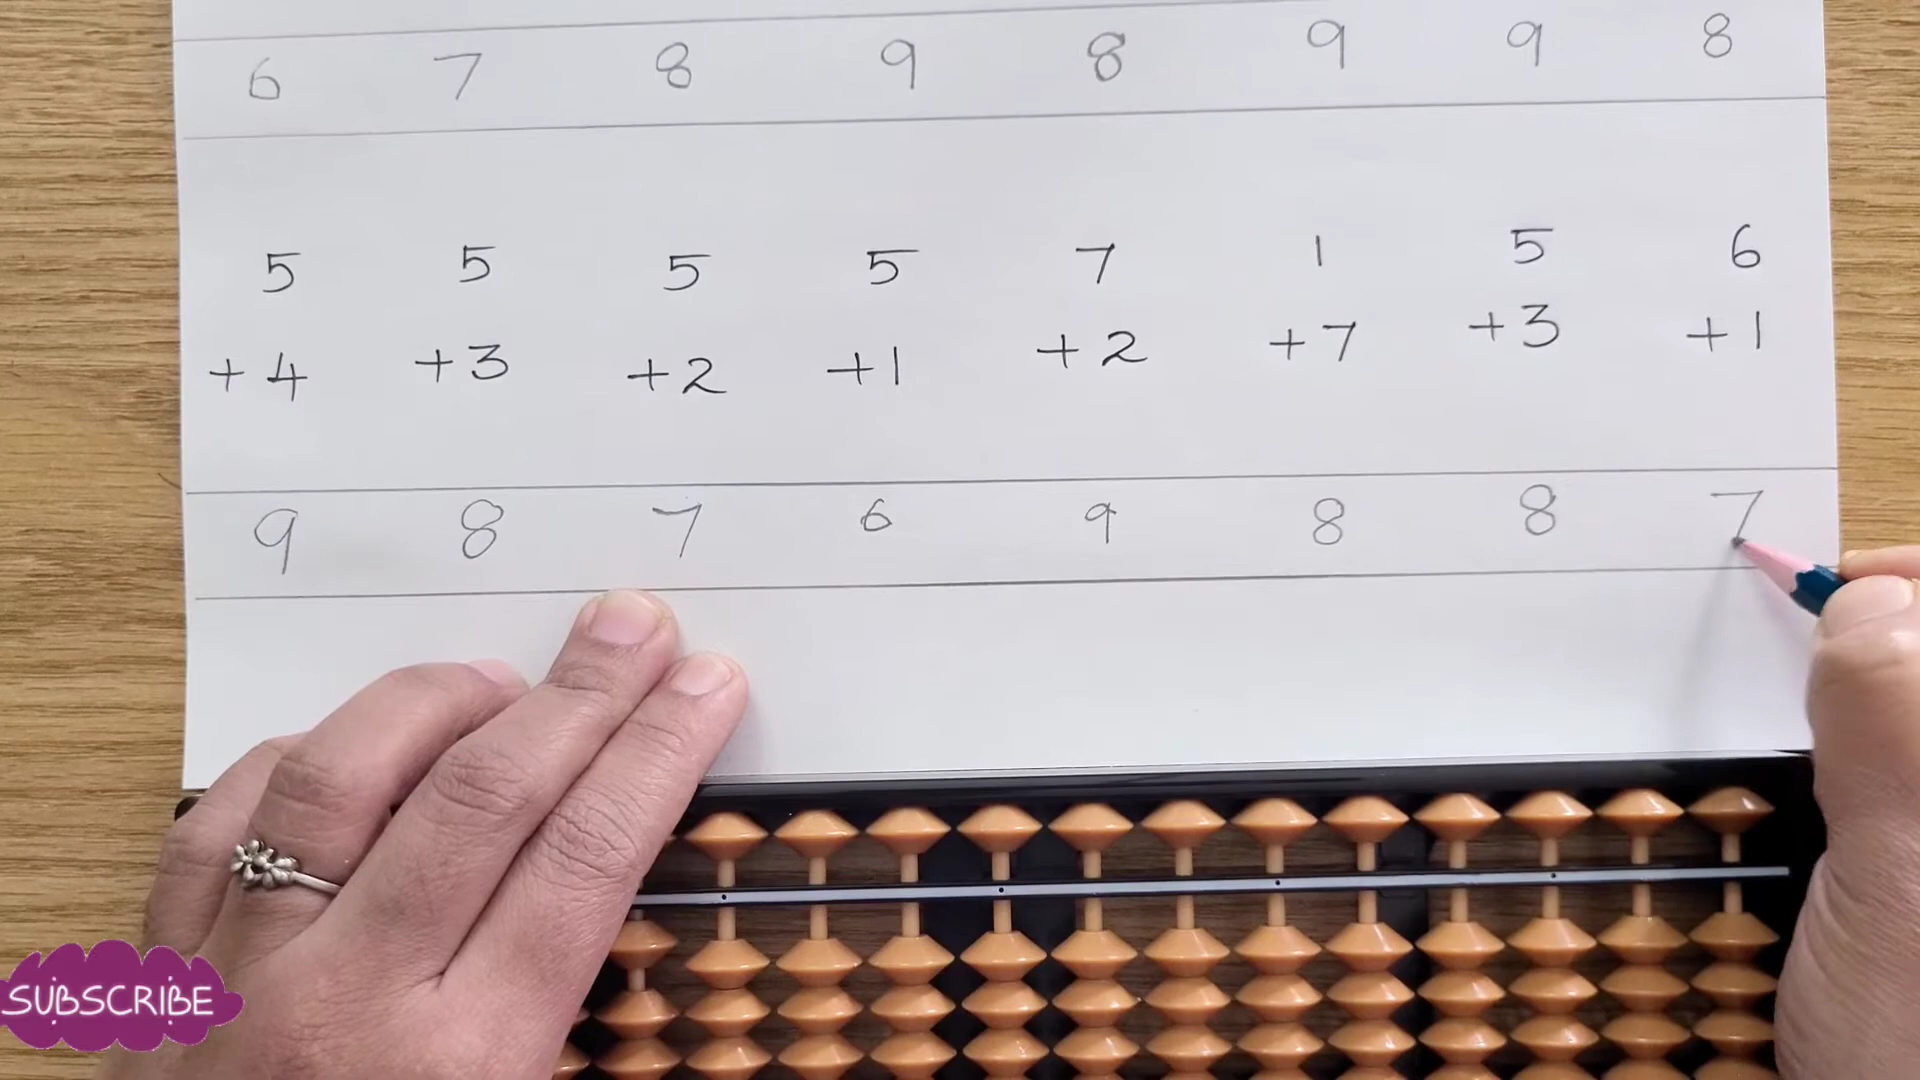 6 7 8 9 8 9 9 8
5 5 5 5 7 1 5 6
+4 +3 +2 +1 +2 +7 +3 +1
9 8 7 6 9 8 8 7
SUBSCRIBE